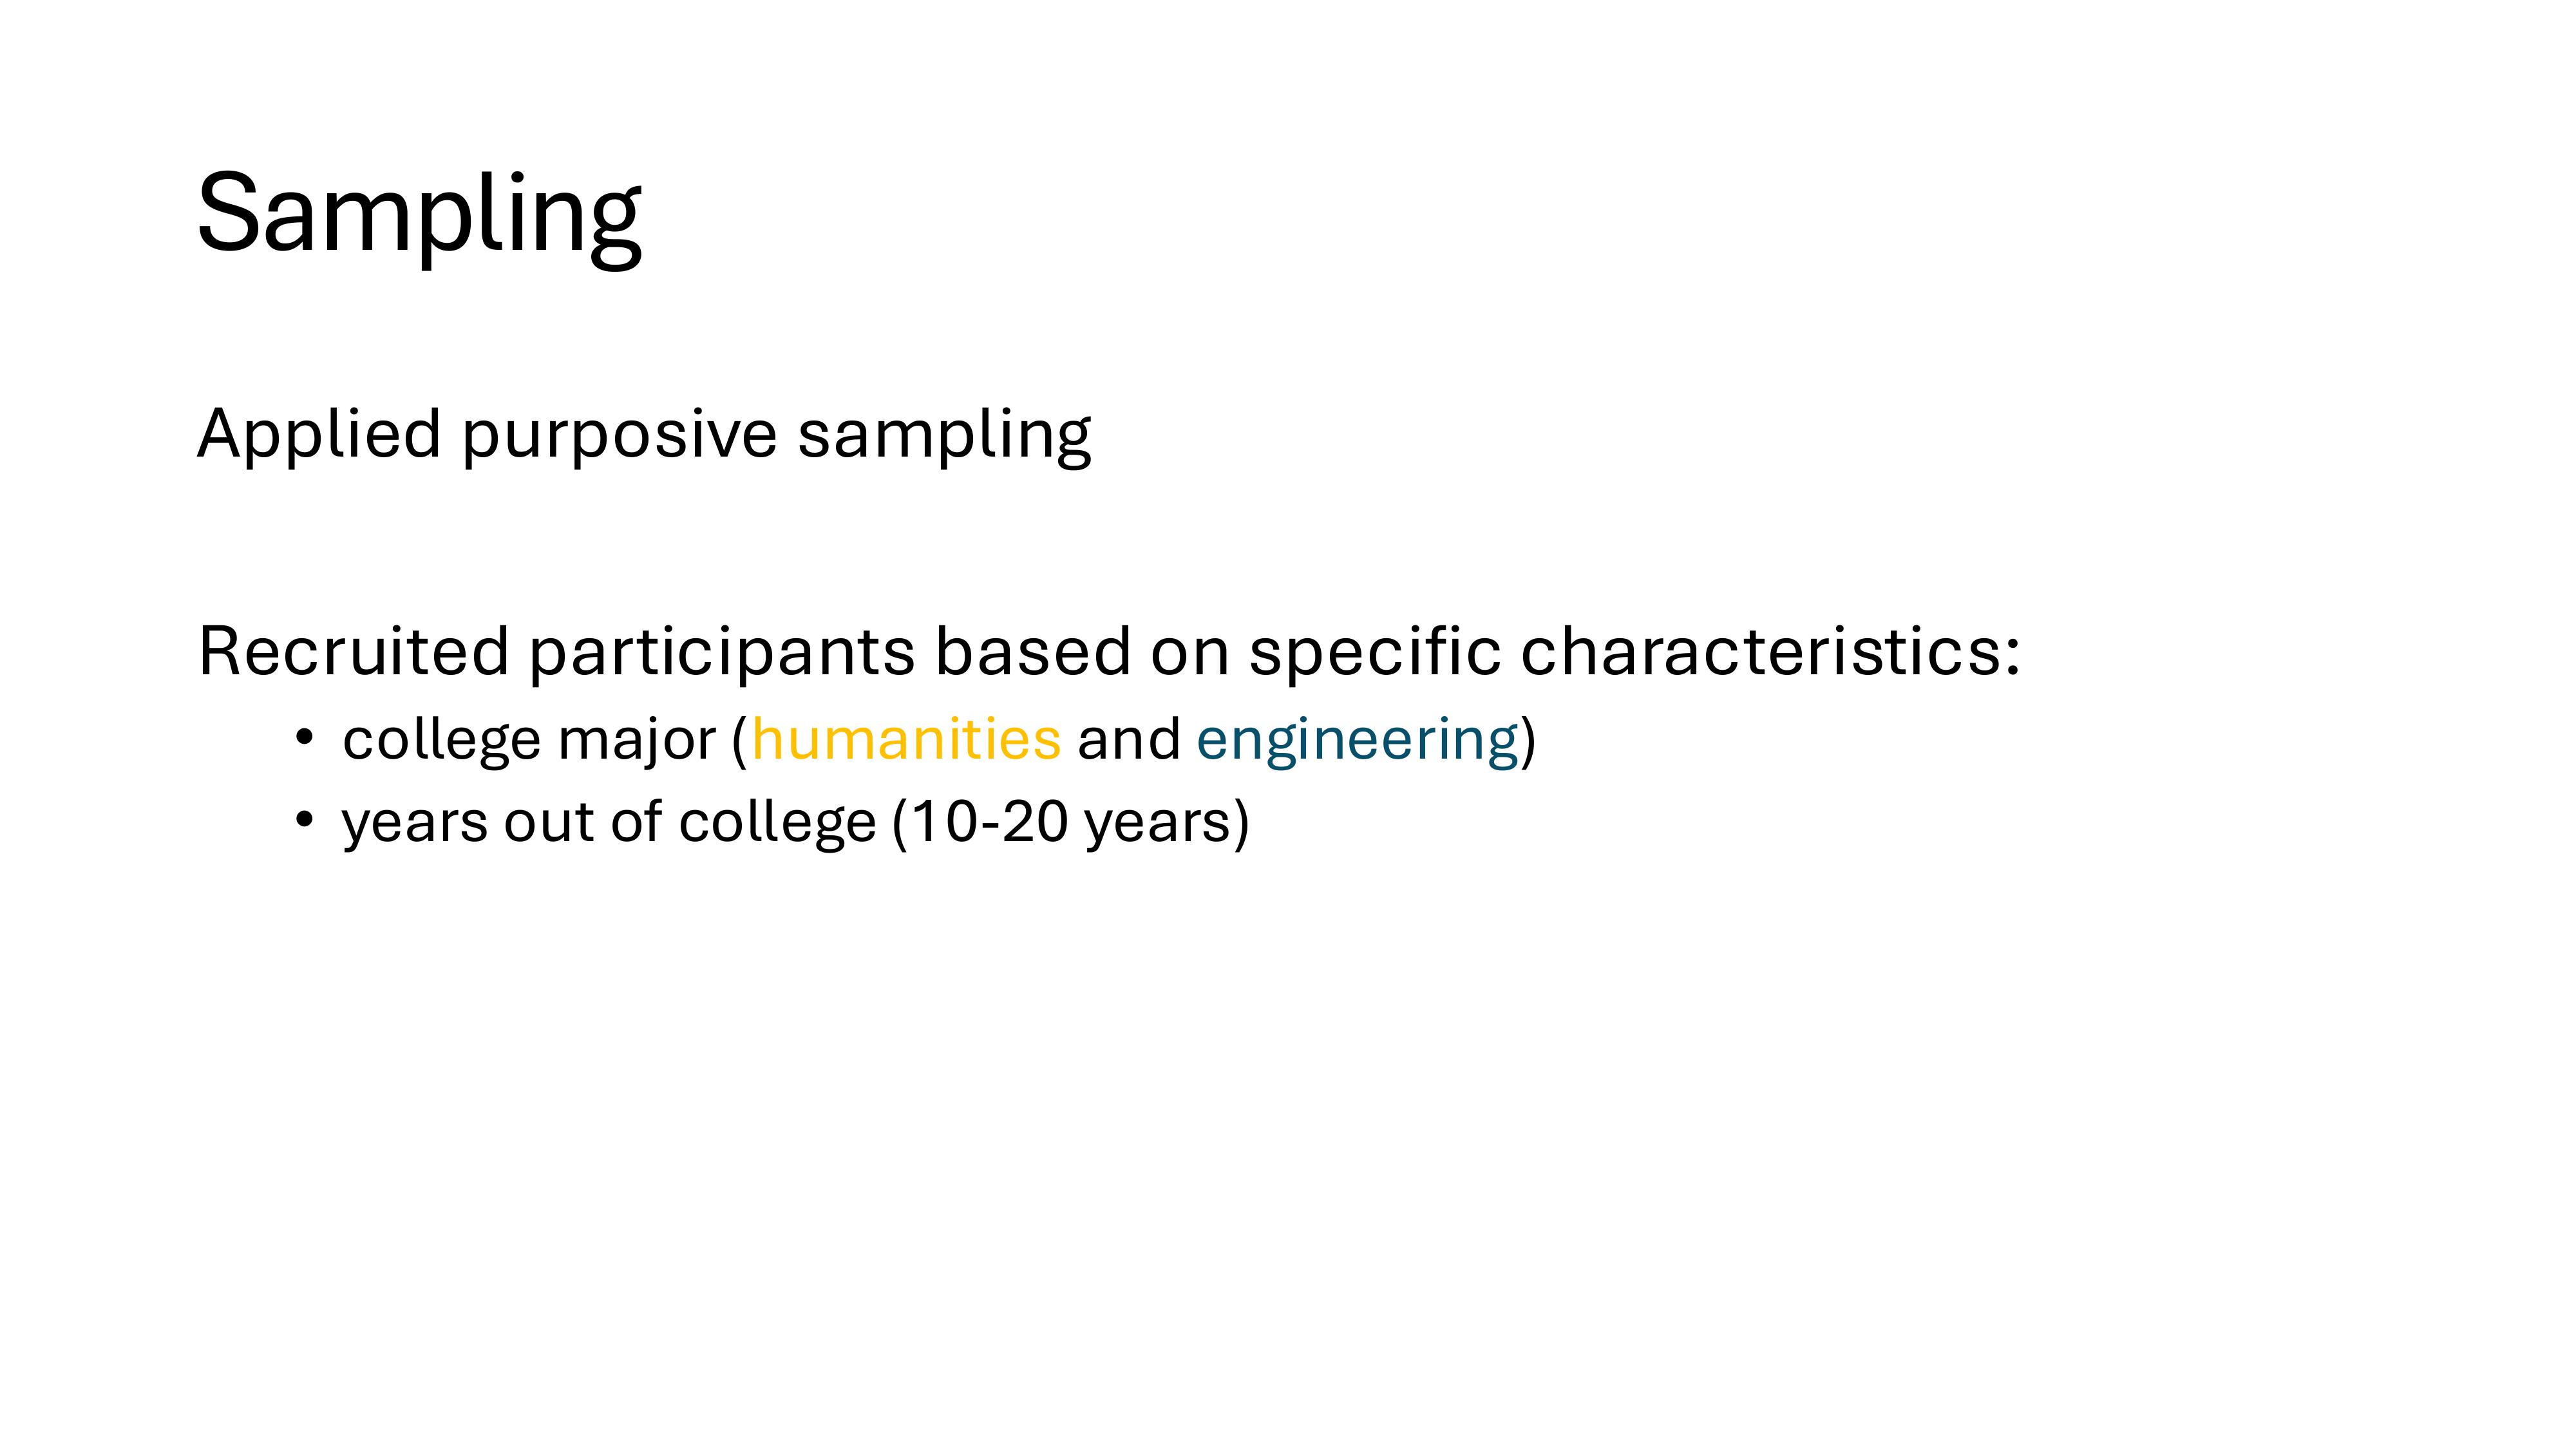 Sampling
Applied purposive sampling
Recruited participants based on specific characteristics:
• college major (humanities and engineering)
• years out of college (10-20 years)